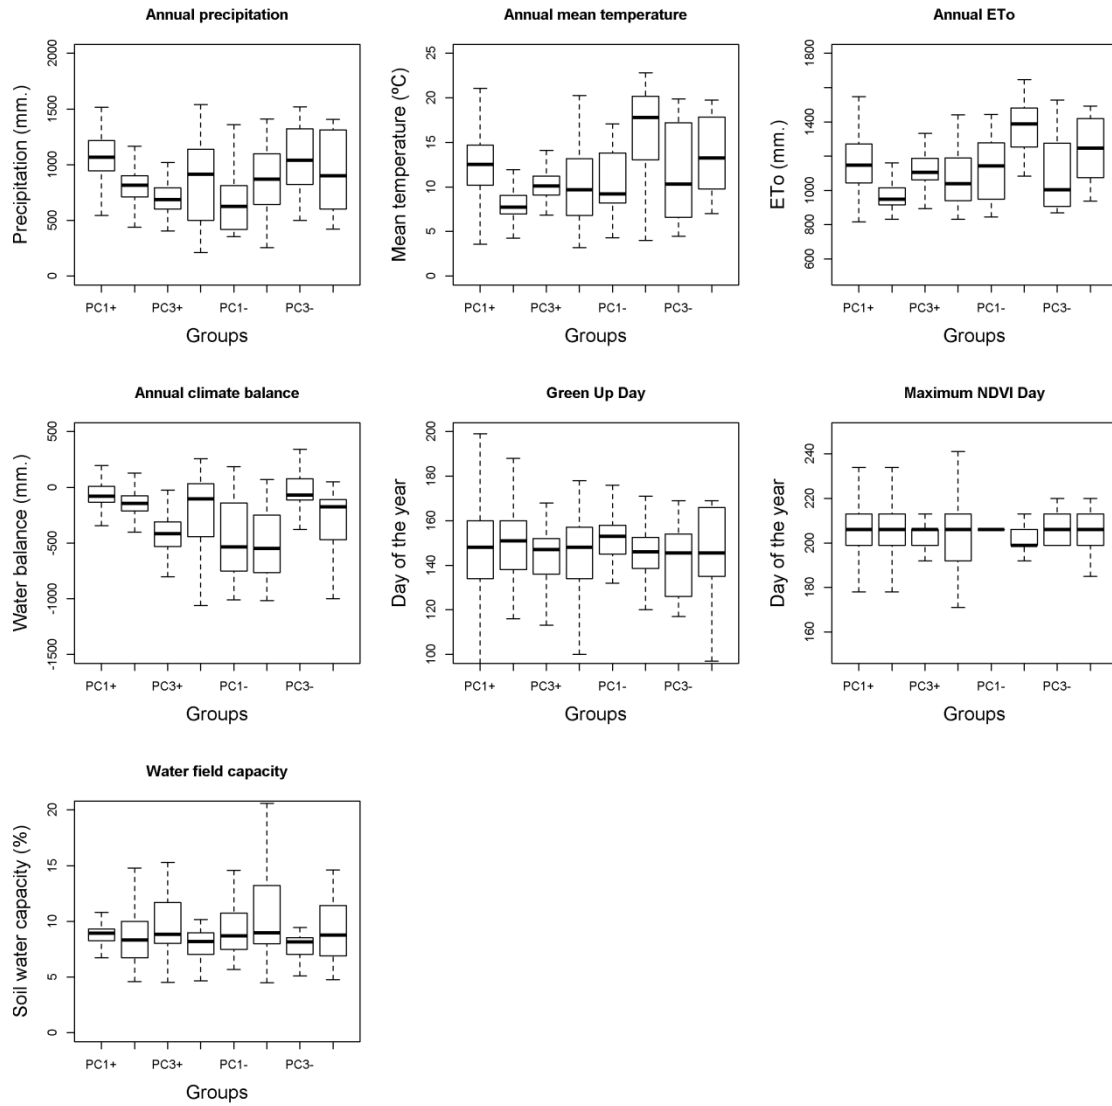 Annual precipitation
Precipitation (mm.)
2000
1500
1000
500
0
PC1+ PC3+ PC1- PC3-
Groups
Annual mean temperature
Mean temperature (ºC)
25
20
15
10
5
0
PC1+ PC3+ PC1- PC3-
Groups
Annual ETo
ETo (mm.)
1800
1400
1000
800
600
PC1+ PC3+ PC1- PC3-
Groups
Annual climate balance
Water balance (mm.)
500
0
-500
-1000
-1500
PC1+ PC3+ PC1- PC3-
Groups
Green Up Day
Day of the year
200
180
160
140
120
100
PC1+ PC3+ PC1- PC3-
Groups
Maximum NDVI Day
Day of the year
240
220
200
180
160
PC1+ PC3+ PC1- PC3-
Groups
Water field capacity
Soil water capacity (%)
20
15
10
5
0
PC1+ PC3+ PC1- PC3-
Groups